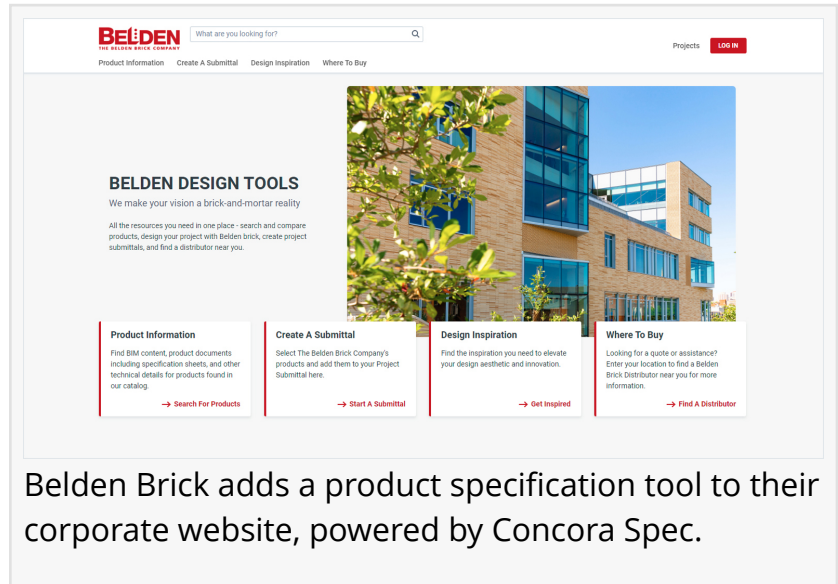 BELDEN
THE BELDEN BRICK COMPANY
What are you looking for?
Projects
LOG IN
Product Information Create A Submittal Design Inspiration Where To Buy
BELDEN DESIGN TOOLS
We make your vision a brick-and-mortar reality
All the resources you need in one place - search and compare
products, design your project with Belden brick, create project
submittals, and find a distributor near you.
Product Information
Find BIM content, product documents
including specification sheets, and other
technical details for products found in
our catalog.
→ Search For Products
Create A Submittal
Select The Belden Brick Company's
products and add them to your Project
Submittal here.
→ Start A Submittal
Design Inspiration
Find the inspiration you need to elevate
your design aesthetic and innovation.
→ Get Inspired
Where To Buy
Looking for a quote or assistance?
Enter your location to find a Belden
Brick Distributor near you for more
information.
→ Find A Distributor
Belden Brick adds a product specification tool to their
corporate website, powered by Concora Spec.